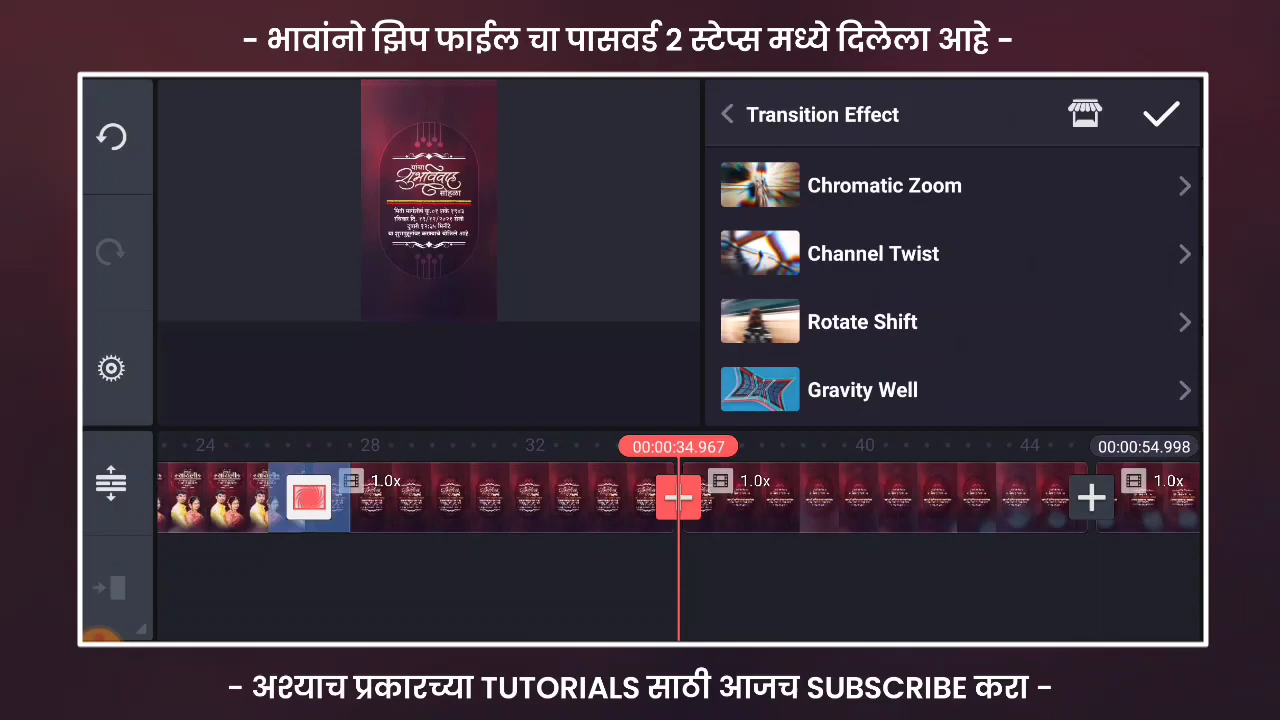 - भावांनो झिप फाईल चा पासवर्ड 2 स्टेप्स मध्ये दिलेला आहे -
Transition Effect
Chromatic Zoom
Channel Twist
Rotate Shift
Gravity Well
यांचा
शुभविवाह
सोहळा
24
28
32
00:00:34.967
40
44
00:00:54.998
1.0x
1.0x
1.0x
- अश्याच प्रकारच्या TUTORIALS साठी आजच SUBSCRIBE करा -